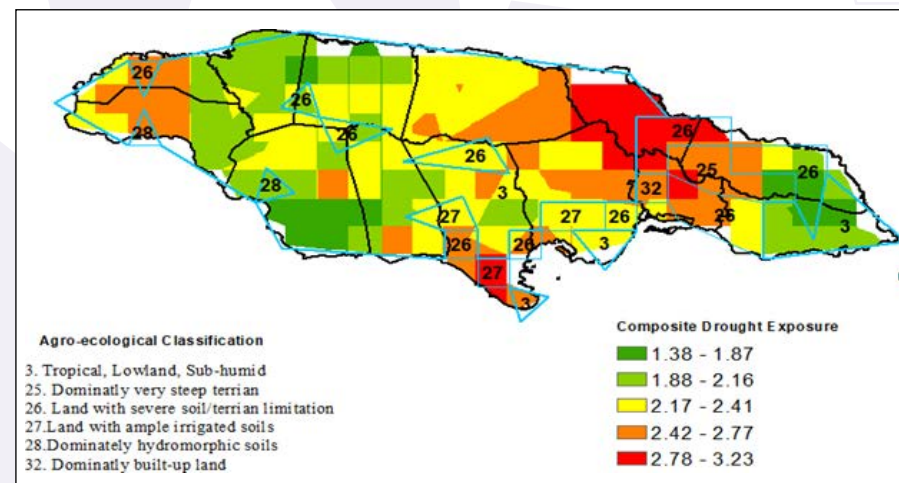 26
28
26
26
28
26
3
27
26
27
26
3
27
26
3
32
25
26
26
26
3
Agro-ecological Classification
3. Tropical, Lowland, Sub-humid
25. Dominatly very steep terrian
26. Land with severe soil/terrian limitation
27.Land with ample irrigated soils
28.Dominately hydromorphic soils
32. Dominatly built-up land
Composite Drought Exposure
1.38 - 1.87
1.88 - 2.16
2.17 - 2.41
2.42 - 2.77
2.78 - 3.23